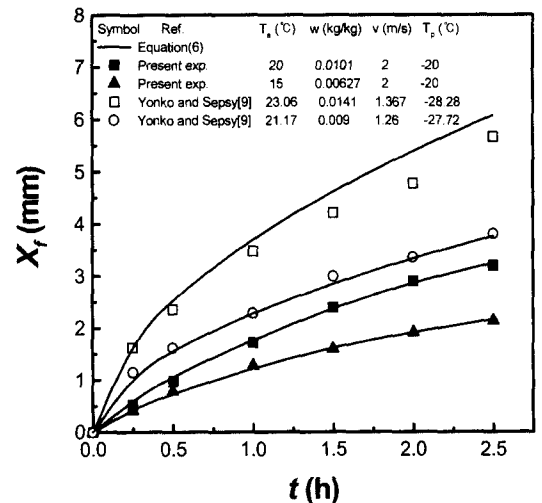 Symbol Ref. Ta (°C) w (kg/kg) v (m/s) Tp (°C)
Equation(6)
Present exp. 20 0.0101 2 -20
Present exp. 15 0.00627 2 -20
Yonko and Sepsy[9] 23.06 0.0141 1.367 -28.28
Yonko and Sepsy[9] 21.17 0.009 1.26 -27.72
8
7
6
5
4
3
2
1
0
Xf (mm)
0.0 0.5 1.0 1.5 2.0 2.5
t (h)